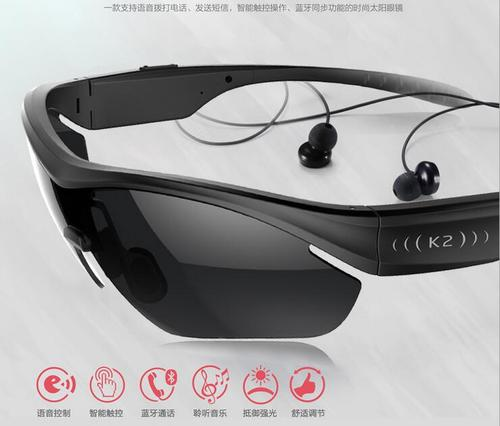 一款支持语音拨打电话、发送短信，智能触控操作、蓝牙同步功能的时尚太阳眼镜
(((K2)))
语音控制 智能触控 蓝牙通话 聆听音乐 抵御强光 舒适调节